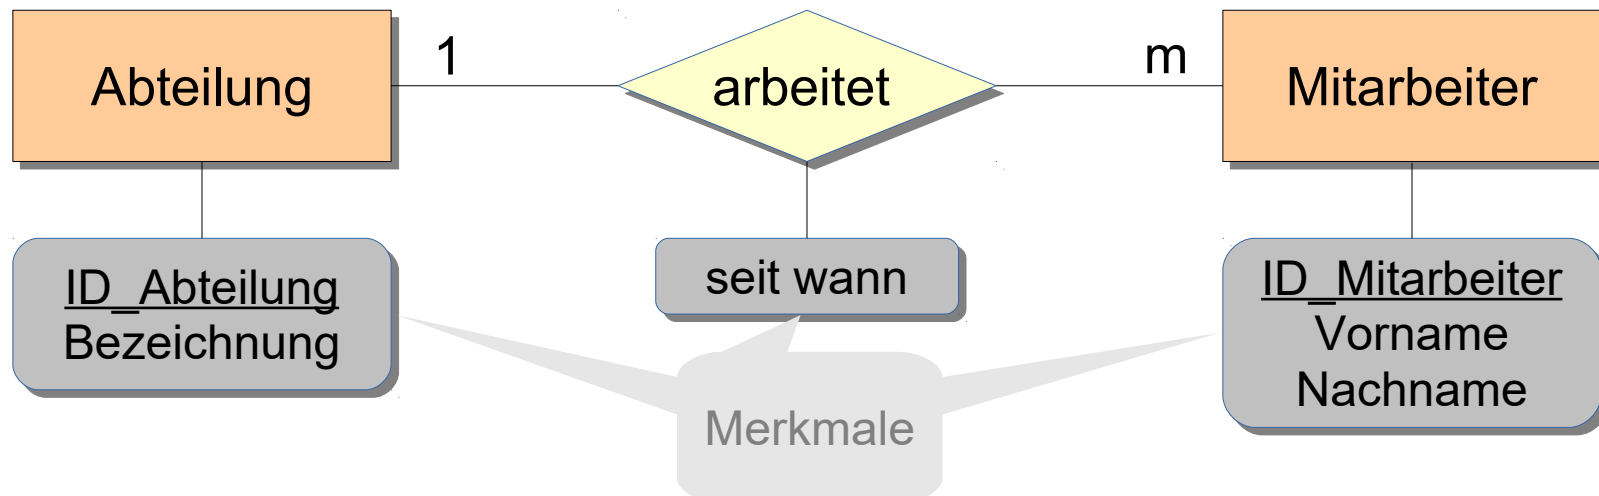 Abteilung
1
arbeitet
m
Mitarbeiter
ID_Abteilung
Bezeichnung
seit wann
ID_Mitarbeiter
Vorname
Nachname
Merkmale